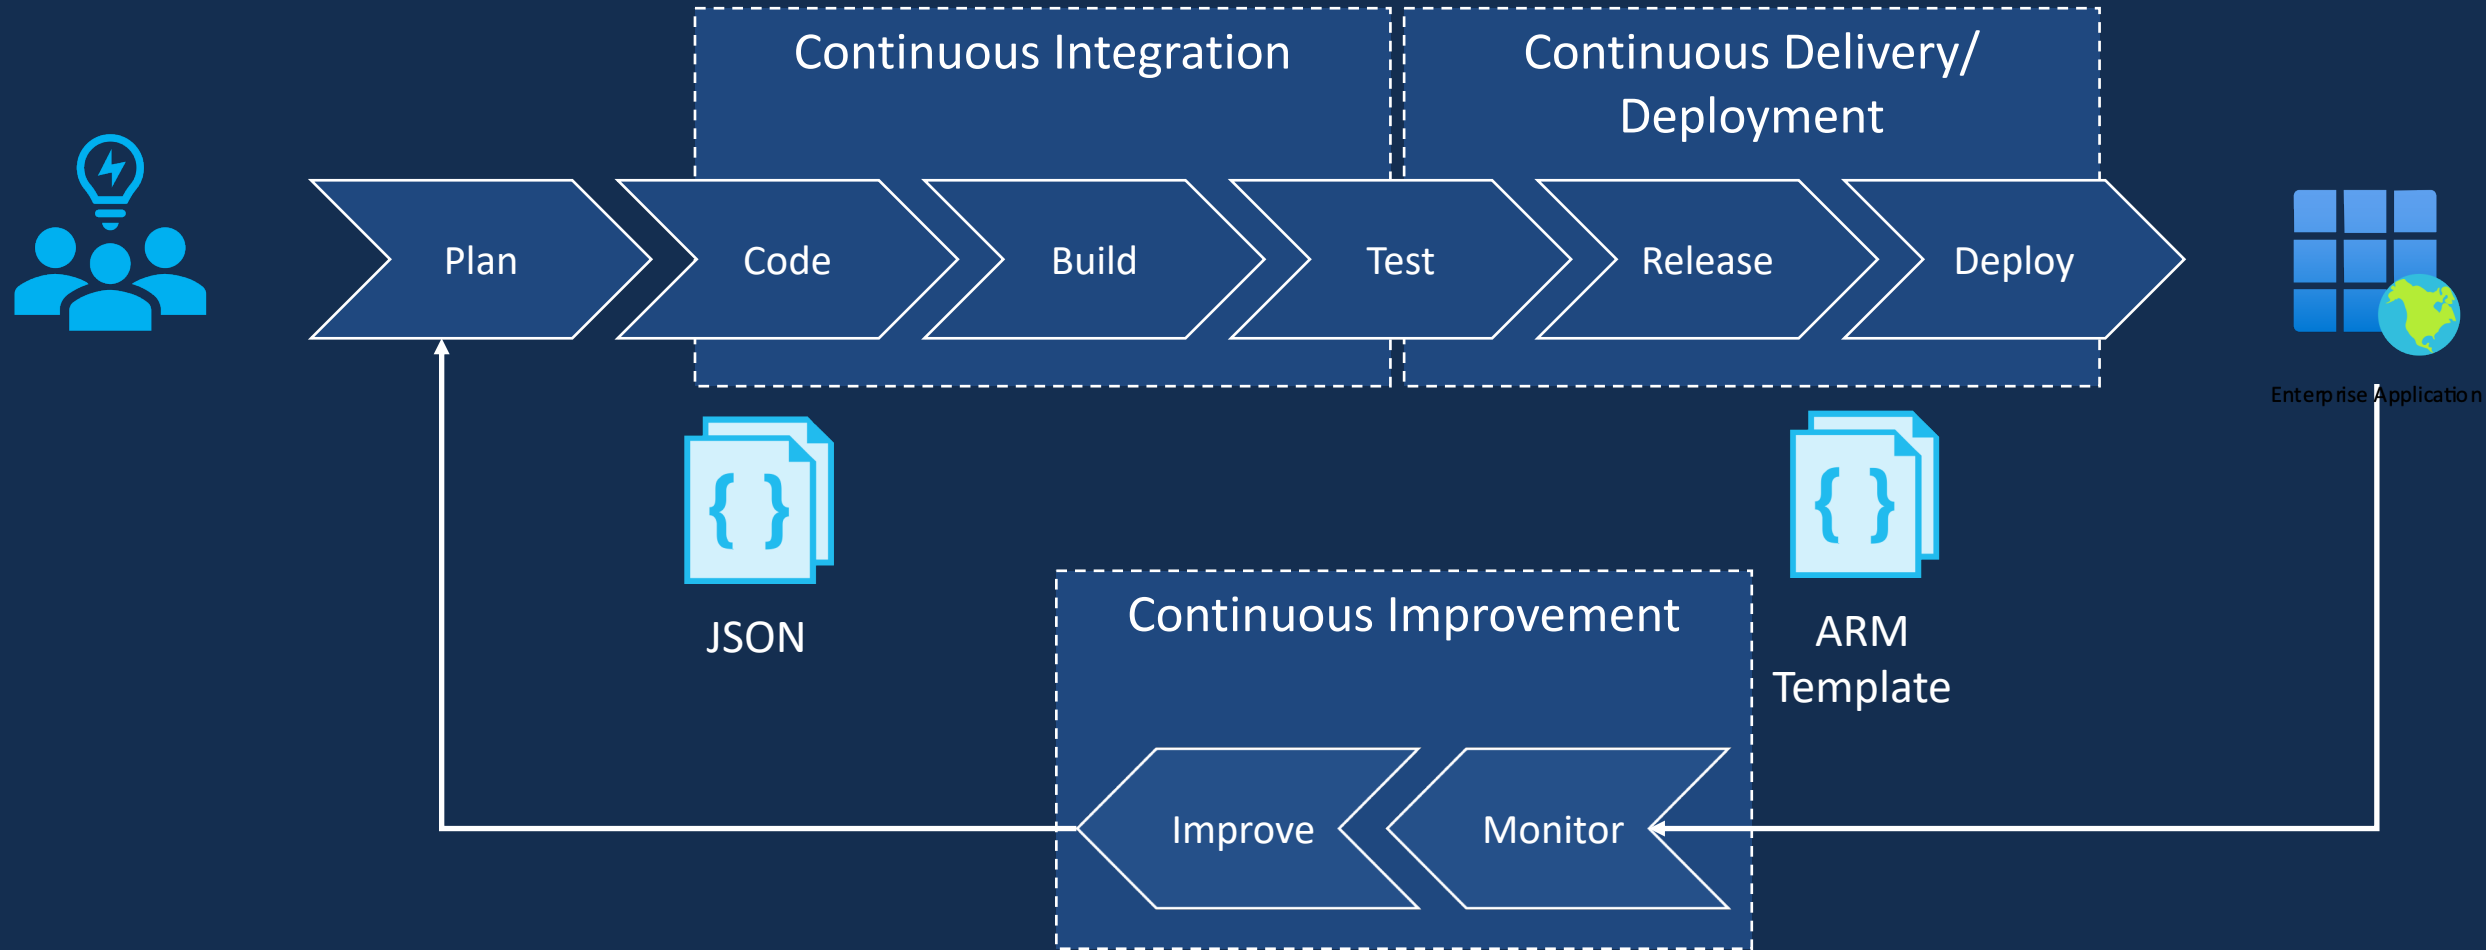 Continuous Integration
Continuous Delivery/
Deployment
Plan
Code
Build
Test
Release
Deploy
Enterprise Application
JSON
ARM
Template
Continuous Improvement
Improve
Monitor